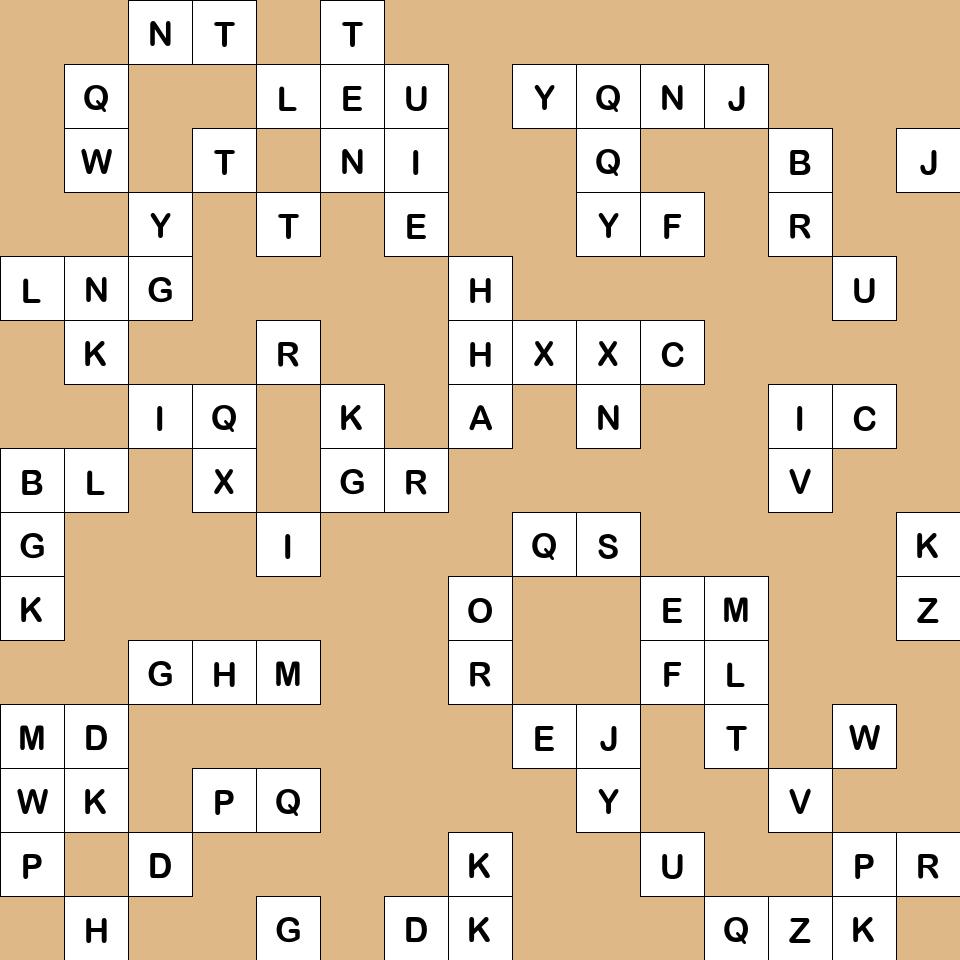 N T T
Q L E U Y Q N J
W T N I Q B J
Y T E Y F R
L N G H U
K R H X X C
I Q K A N I C
B L X G R V
G I Q S K
K O E M Z
G H M R F L
M D E J T W
W K P Q Y V
P D K U P R
H G D K Q Z K